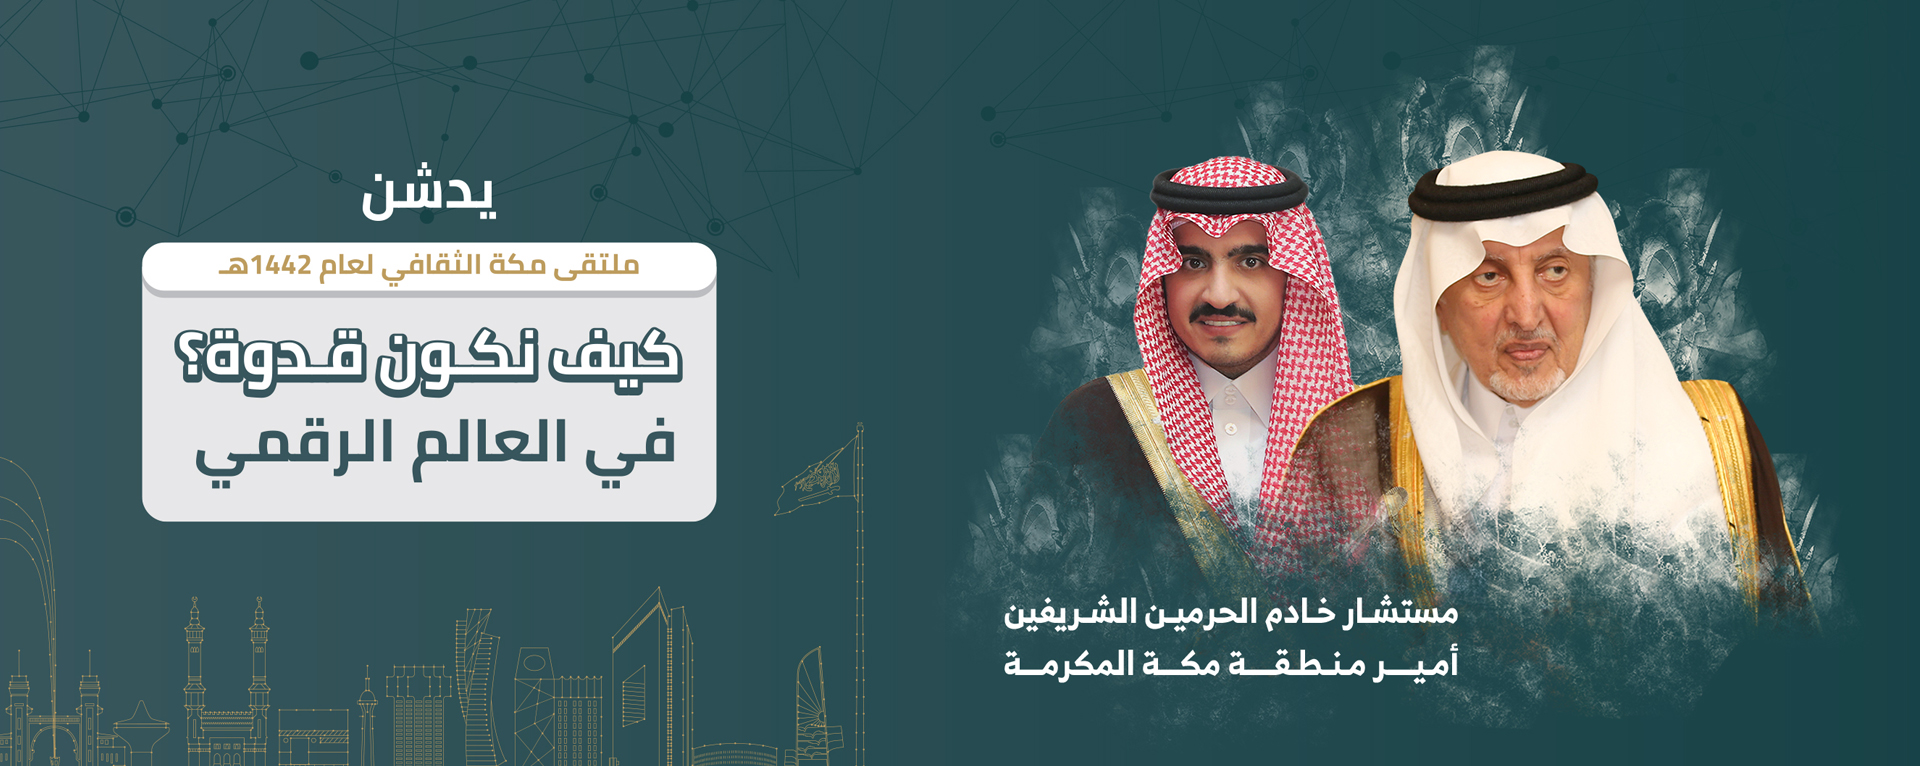 مستشار خادم الحرمين الشريفين
أمير منطقة مكة المكرمة
يدشن
ملتقى مكة الثقافي لعام 1442هـ
كيف نكون قدوة؟
في العالم الرقمي